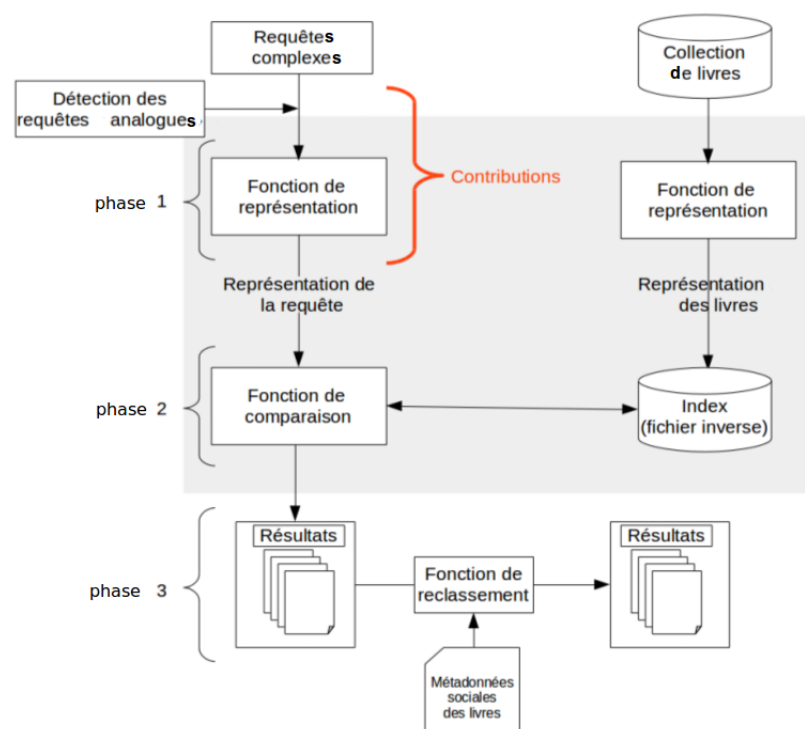 Requêtes
complexes
Collection
de livres
Détection des
requêtes analogues
phase 1
Fonction de
représentation
Contributions
Fonction de
représentation
Représentation de
la requête
Représentation
des livres
phase 2
Fonction de
comparaison
Index
(fichier inverse)
phase 3
Résultats
Fonction de
reclassement
Résultats
Métadonnées
sociales
des livres